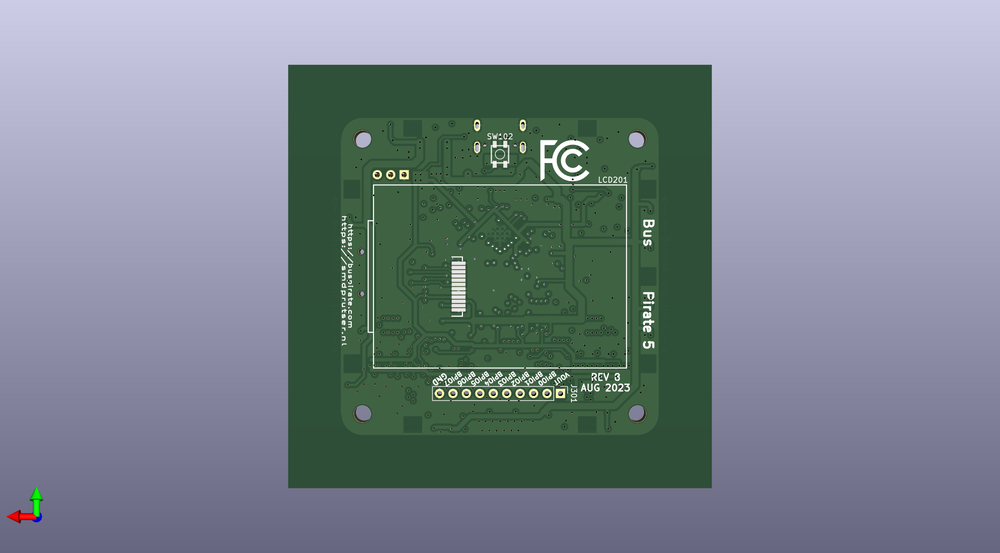 SW102
FC
LCD201
https://buspirate.com
https://smdprutser.nl
Bus
Pirate 5
GND
BPIO7
BPIO6
BPIO5
BPIO4
BPIO3
BPIO2
BPIO1
BPIO0
VOUT
J301
REV 3
AUG 2023